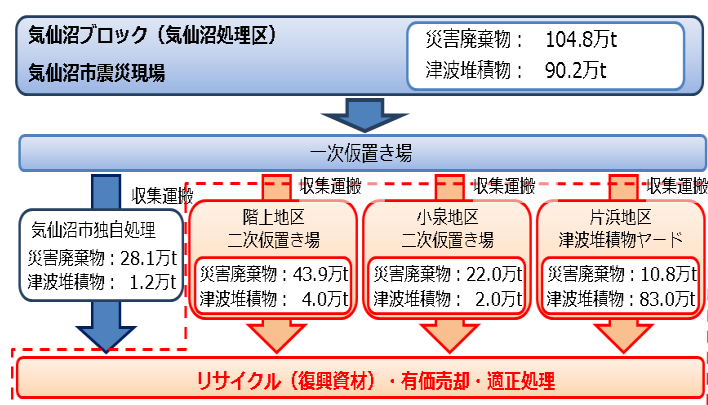 気仙沼ブロック（気仙沼処理区）
気仙沼市震災現場
災害廃棄物： 104.8万t
津波堆積物： 90.2万t
一次仮置き場
収集運搬
収集運搬
収集運搬
収集運搬
気仙沼市独自処理
災害廃棄物：28.1万t
津波堆積物： 1.2万t
階上地区
二次仮置き場
災害廃棄物：43.9万t
津波堆積物： 4.0万t
小泉地区
二次仮置き場
災害廃棄物：22.0万t
津波堆積物： 2.0万t
片浜地区
津波堆積物ヤード
災害廃棄物：10.8万t
津波堆積物：83.0万t
リサイクル（復興資材）・有価売却・適正処理